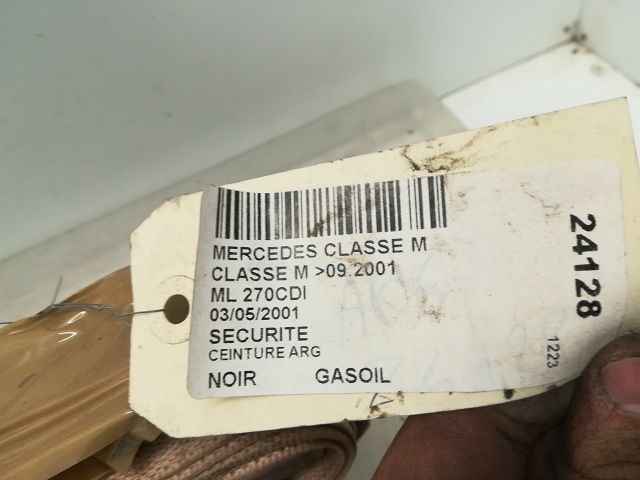 MERCEDES CLASSE M
CLASSE M >09.2001
ML 270CDI
03/05/2001
SECURITE
CEINTURE ARG
NOIR GASOIL
24128
1223